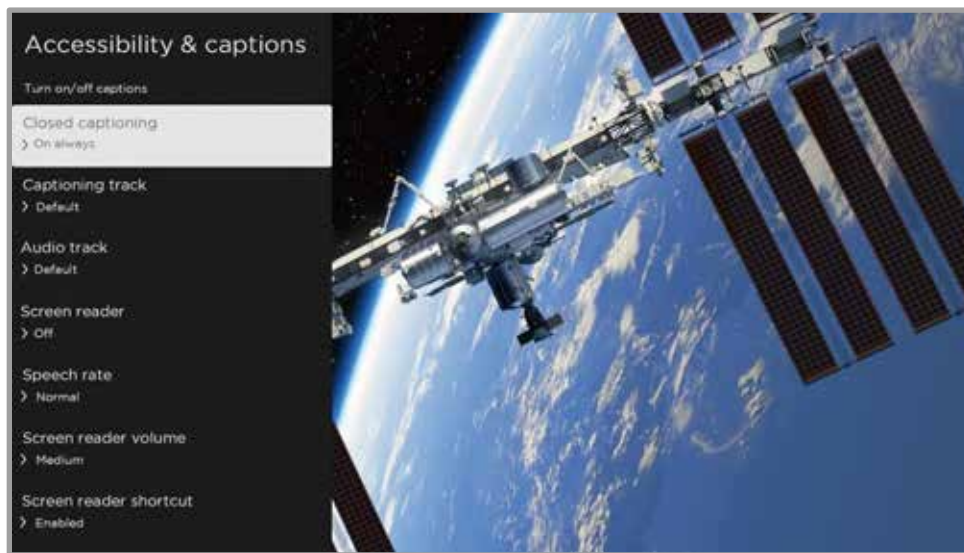 Accessibility & captions
Turn on/off captions
Closed captioning
> On always
Captioning track
> Default
Audio track
> Default
Screen reader
> Off
Speech rate
> Normal
Screen reader volume
> Medium
Screen reader shortcut
> Enabled